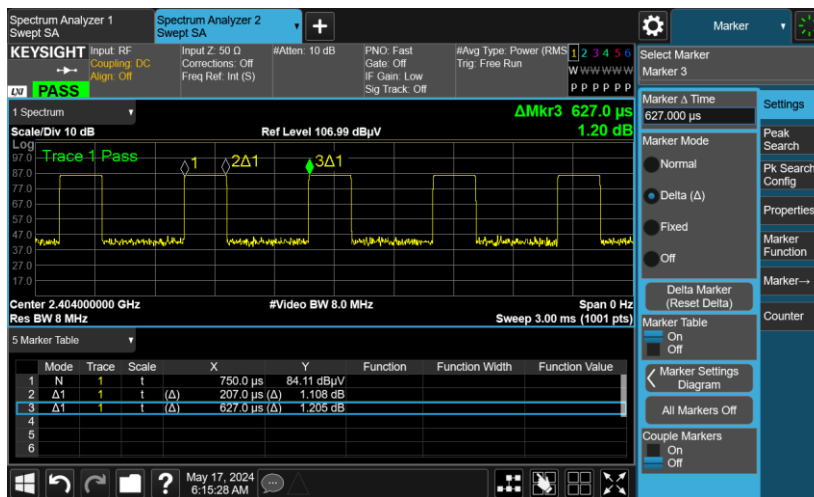 Spectrum Analyzer 1
Swept SA
Spectrum Analyzer 2
Swept SA
▼
+
Marker
▼
KEYSIGHT
LXI
PASS
Input: RF
Coupling: DC
Align: Off
Input Z: 50 Ω
Corrections: Off
Freq Ref: Int (S)
#Atten: 10 dB
PNO: Fast
Gate: Off
IF Gain: Low
Sig Track: Off
#Avg Type: Power (RMS
Trig: Free Run
1 2 3 4 5 6
W W W W W W
P P P P P P
Select Marker
Marker 3
1 Spectrum ▼
ΔMkr3 627.0 µs
1.20 dB
Scale/Div 10 dB
Ref Level 106.99 dBµV
Log
Trace 1 Pass
97.0
87.0
77.0
67.0
57.0
47.0
37.0
27.0
17.0
1
2Δ1
3Δ1
Center 2.404000000 GHz
#Video BW 8.0 MHz
Span 0 Hz
Res BW 8 MHz
Sweep 3.00 ms (1001 pts)
5 Marker Table ▼
Mode Trace Scale X Y Function Function Width Function Value
1 N 1 t 750.0 µs 84.11 dBµV
2 Δ1 1 t (Δ) 207.0 µs (Δ) 1.108 dB
3 Δ1 1 t (Δ) 627.0 µs (Δ) 1.205 dB
4
5
6
?
May 17, 2024
6:15:28 AM
Marker Δ Time
627.000 µs
Marker Mode
Normal
Delta (Δ)
Fixed
Off
Delta Marker
(Reset Delta)
Marker Table
On
Off
Marker Settings
Diagram
All Markers Off
Couple Markers
On
Off
Settings
Peak
Search
Pk Search
Config
Properties
Marker
Function
Marker→
Counter